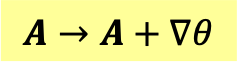 𝑨 → 𝑨 + ∇𝜃